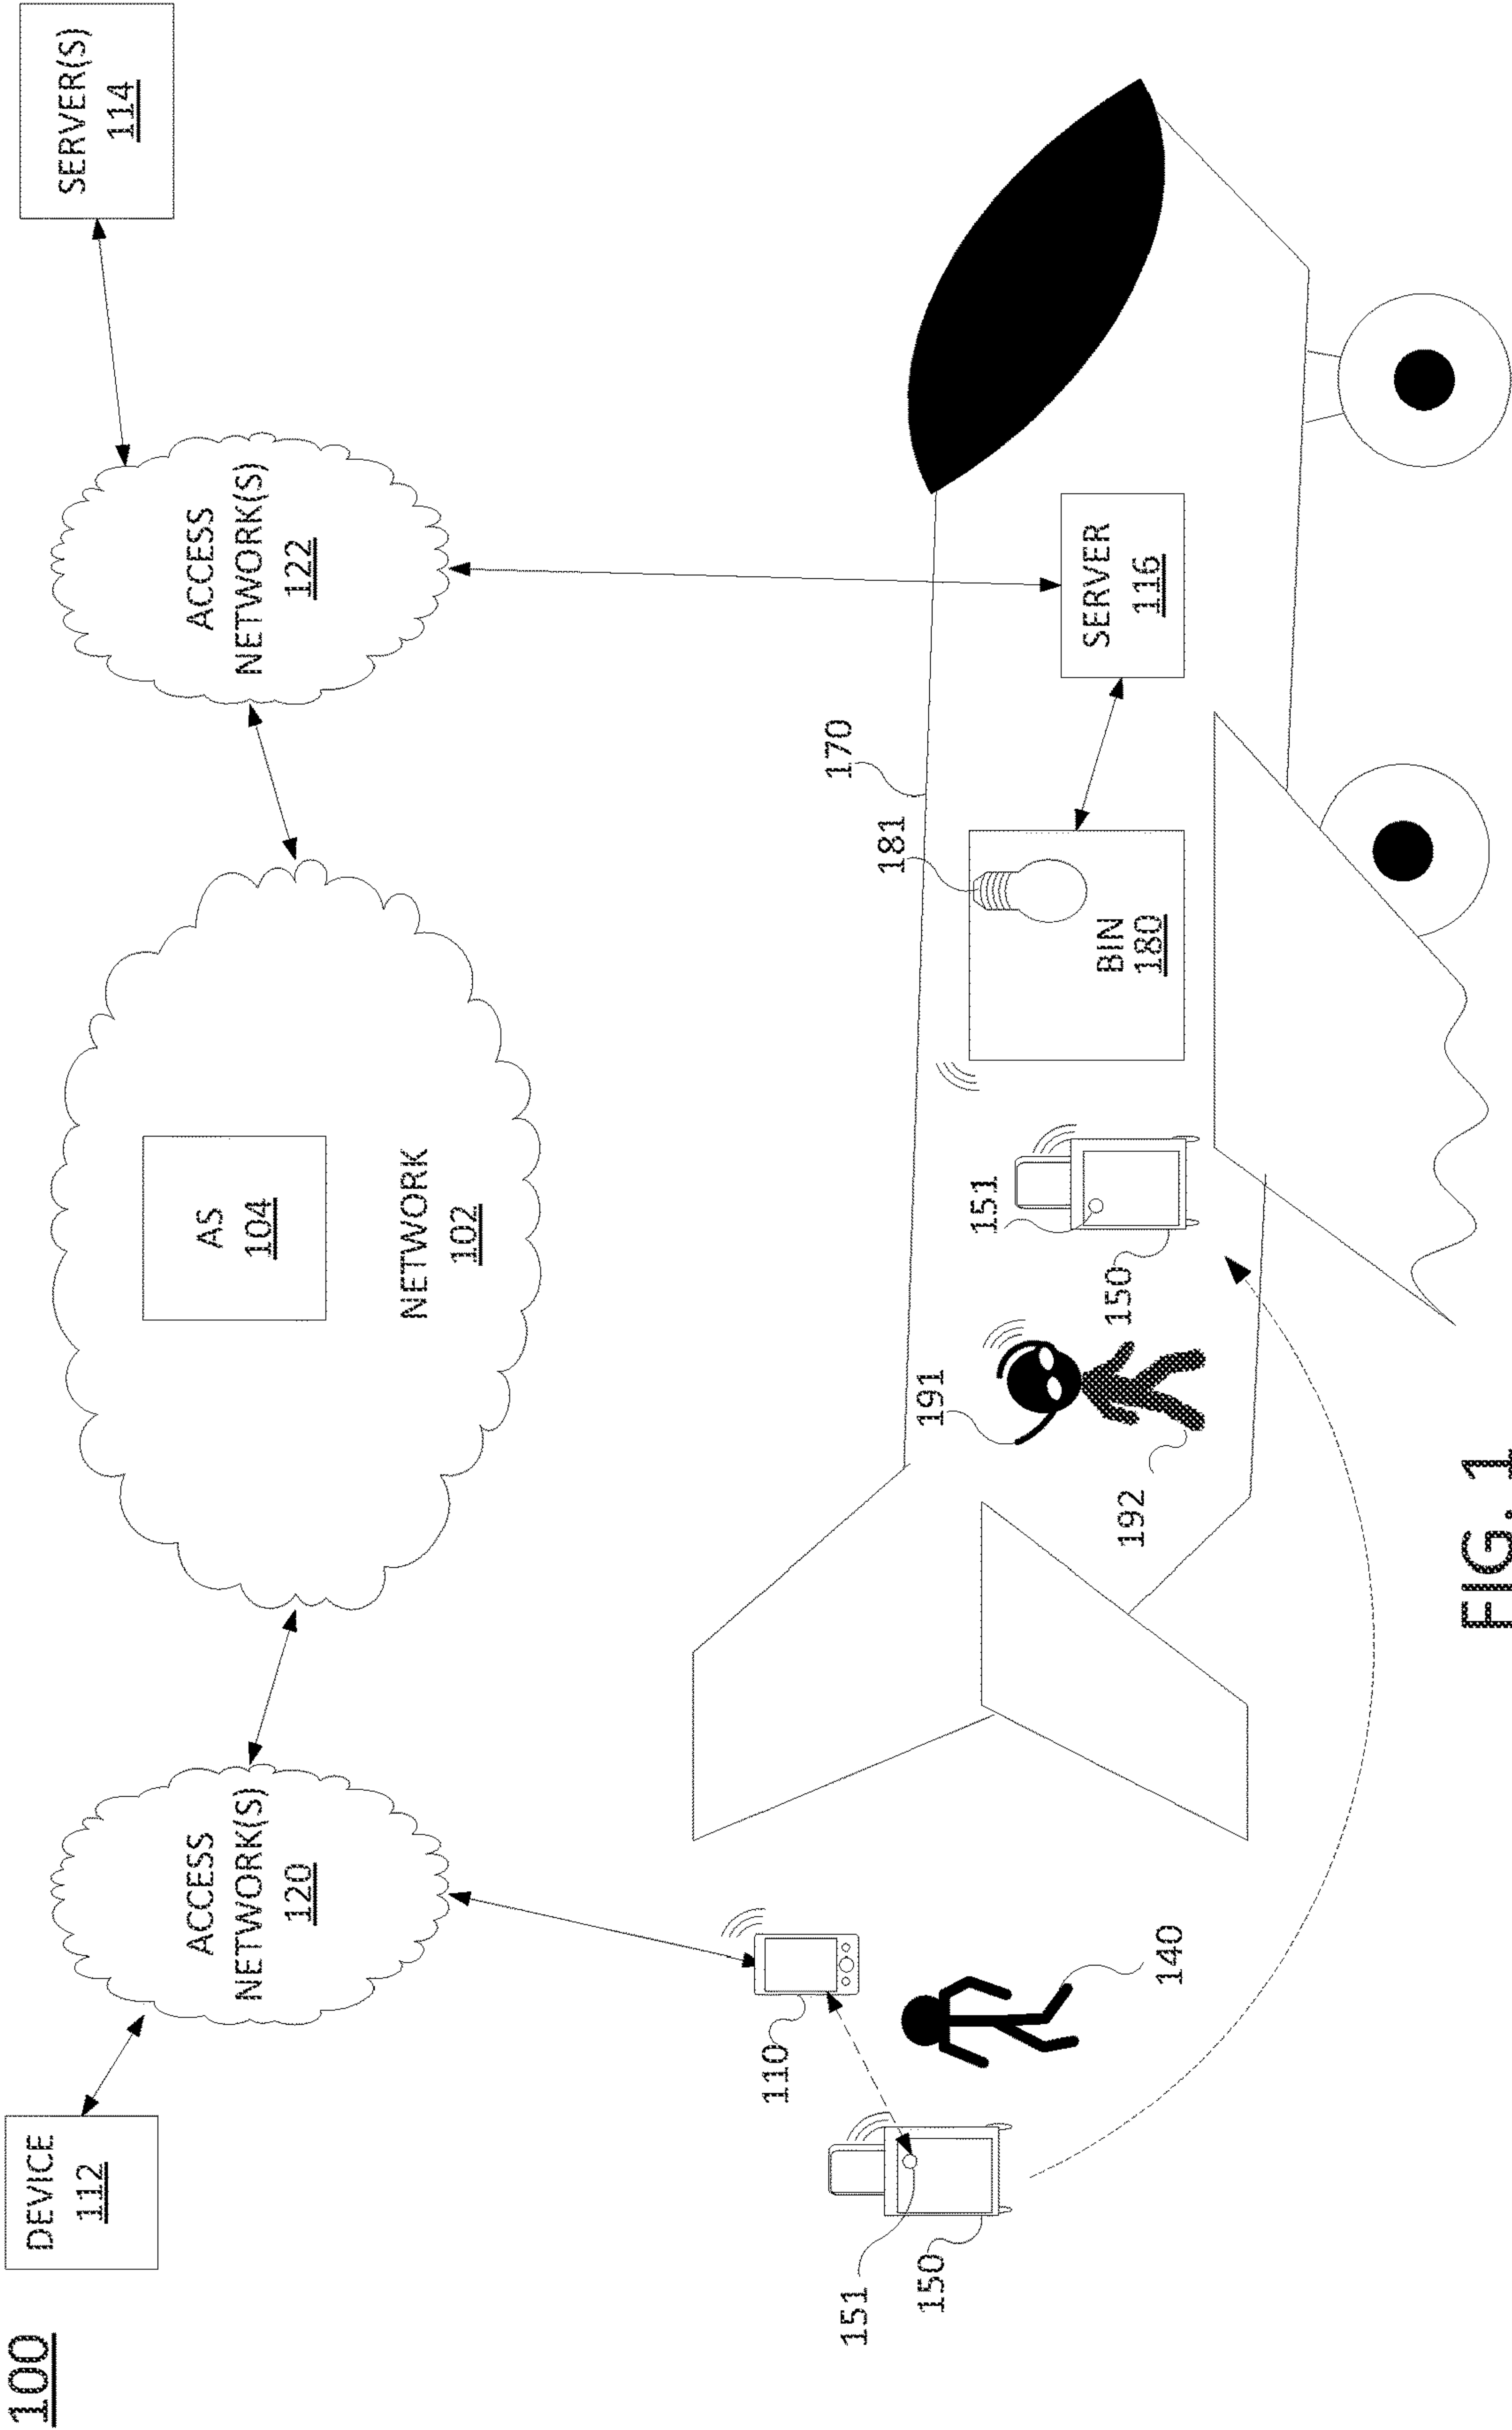 100
DEVICE
112
ACCESS
NETWORK(S)
120
AS
104
NETWORK
102
ACCESS
NETWORK(S)
122
SERVER(S)
114
110
151
150
140
170
181
BIN
180
SERVER
116
151
150
191
192
FIG. 1